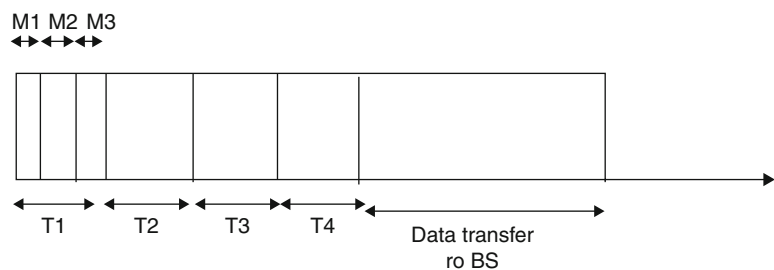 M1 M2 M3
T1 T2 T3 T4
Data transfer
ro BS